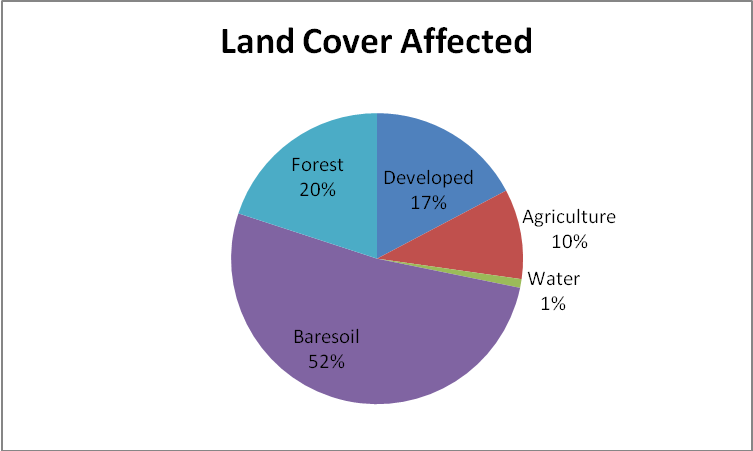 Land Cover Affected
Forest
20%
Developed
17%
Agriculture
10%
Water
1%
Baresoil
52%